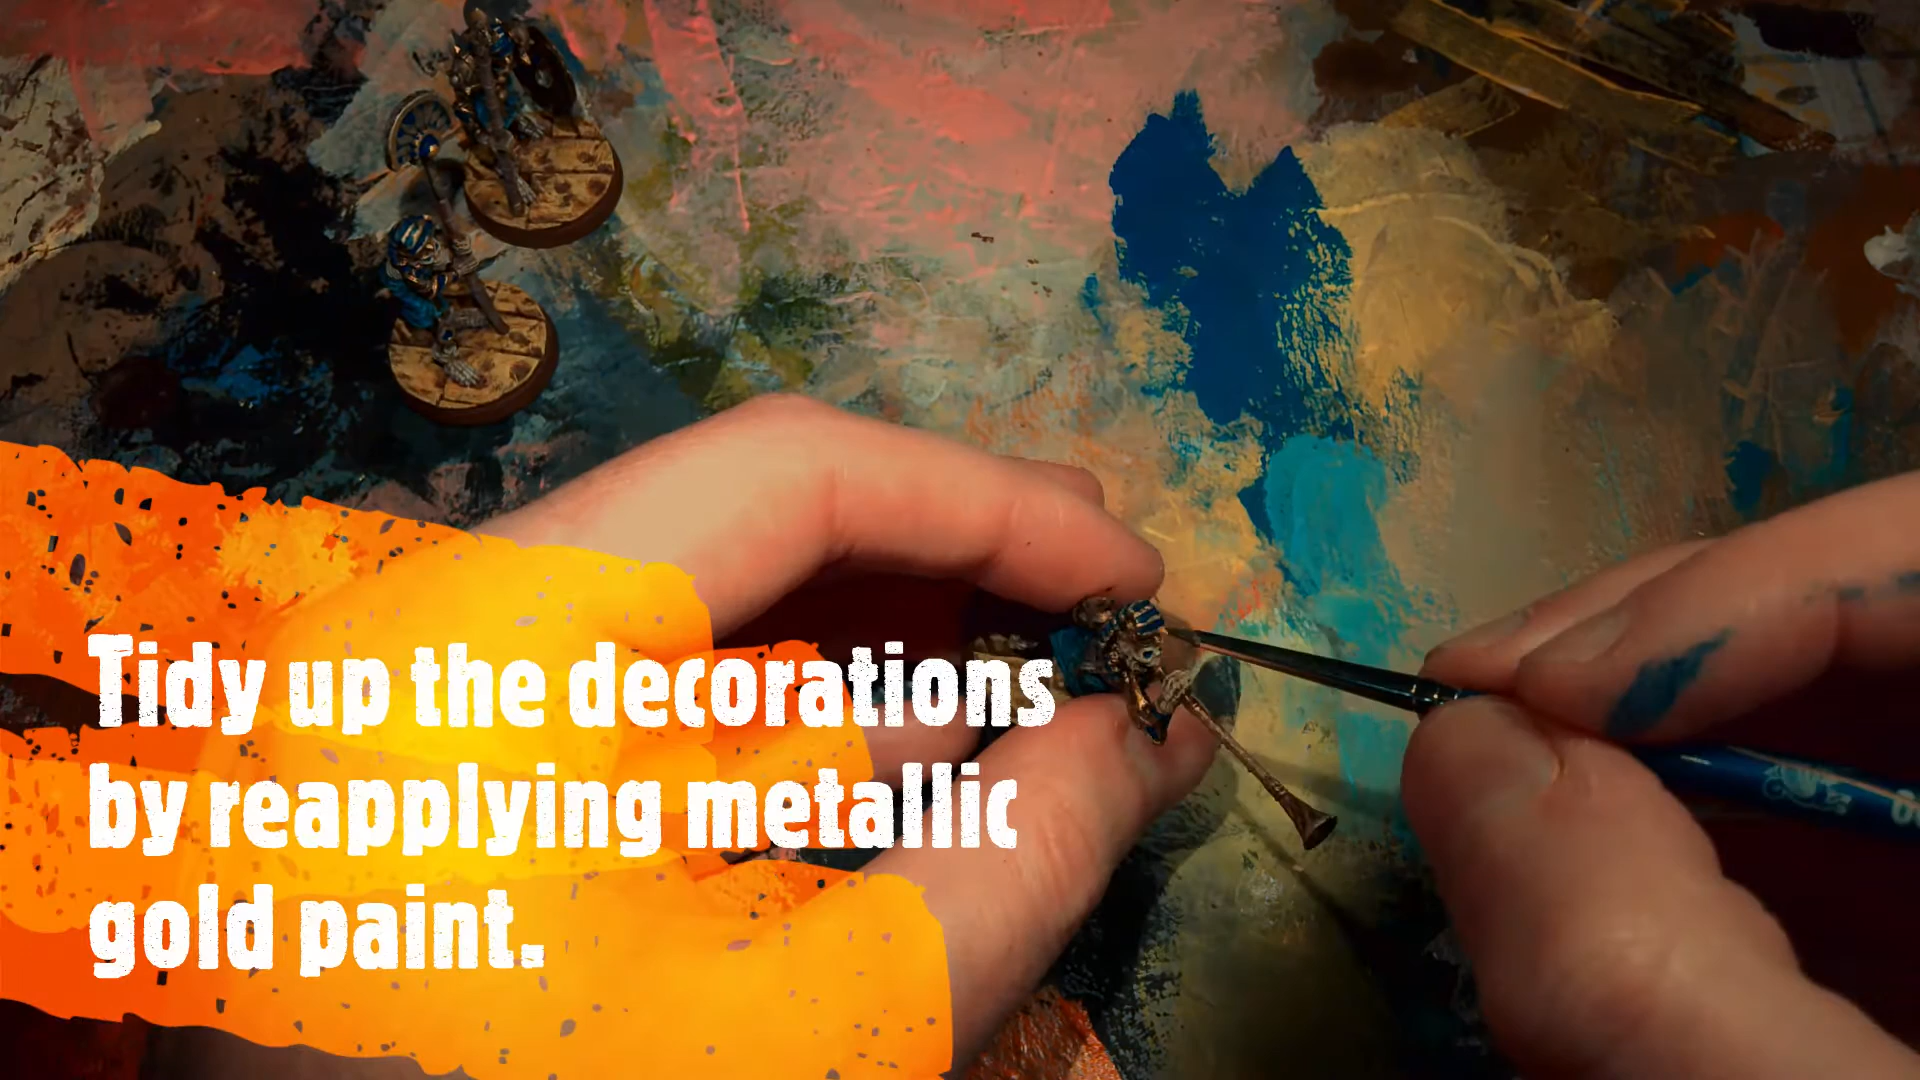 Tidy up the decorations
by reapplying metallic
gold paint.